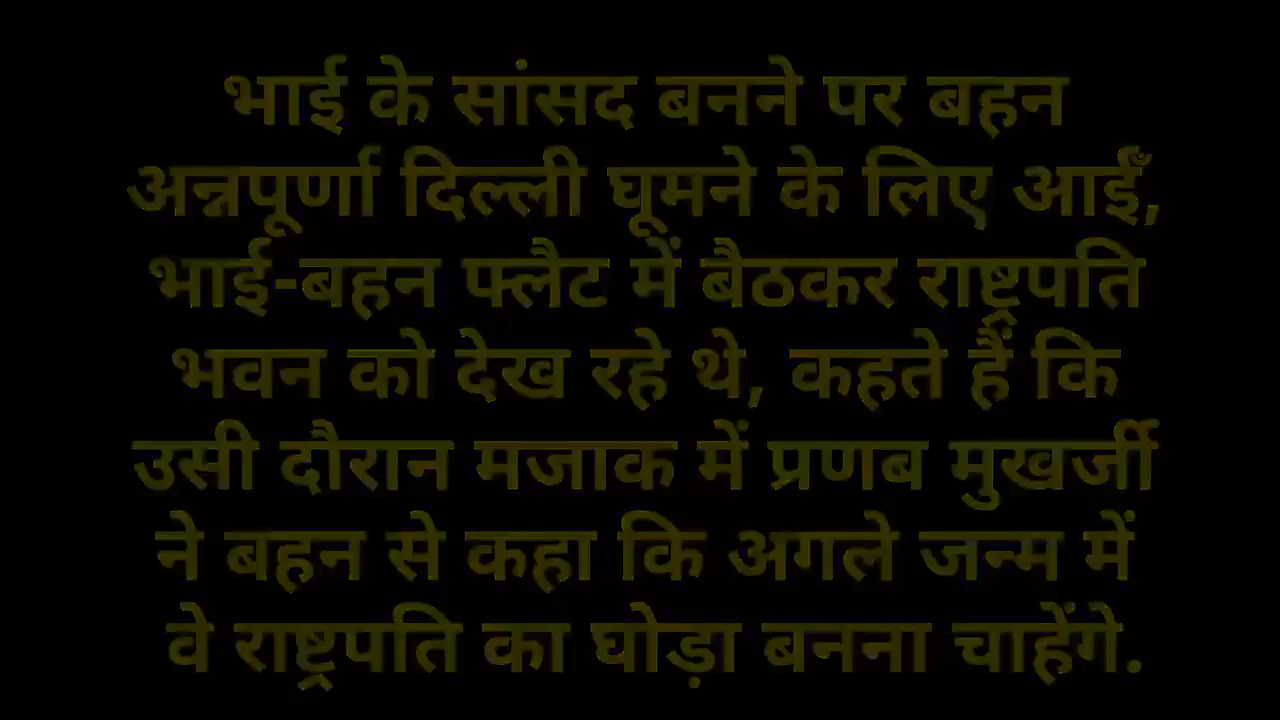 भाई के सांसद बनने पर बहन
अन्नपूर्णा दिल्ली घूमने के लिए आईं,
भाई-बहन फ्लैट में बैठकर राष्ट्रपति
भवन को देख रहे थे, कहते हैं कि
उसी दौरान मजाक में प्रणब मुखर्जी
ने बहन से कहा कि अगले जन्म में
वे राष्ट्रपति का घोड़ा बनना चाहेंगे.